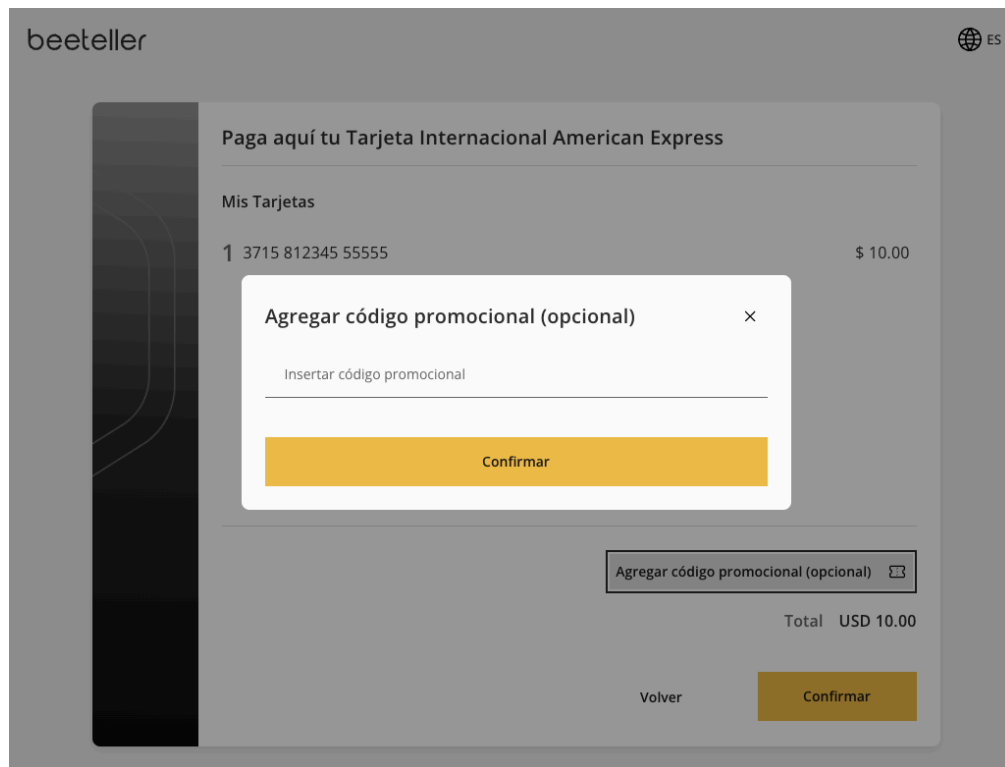 beeteller
ES
Paga aquí tu Tarjeta Internacional American Express
Mis Tarjetas
1 3715 812345 55555 $ 10.00
Agregar código promocional (opcional)
Insertar código promocional
Confirmar
Agregar código promocional (opcional)
Total USD 10.00
Volver Confirmar